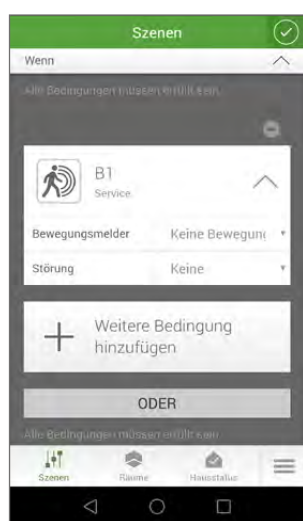 Szenen
Wenn
Alle Bedingungen müssen erfüllt sein
B1
Service
Bewegungsmelder Keine Bewegung
Störung Keine
Weitere Bedingung
hinzufügen
ODER
Alle Bedingungen müssen erfüllt sein
Szenen Räume Hausstatus